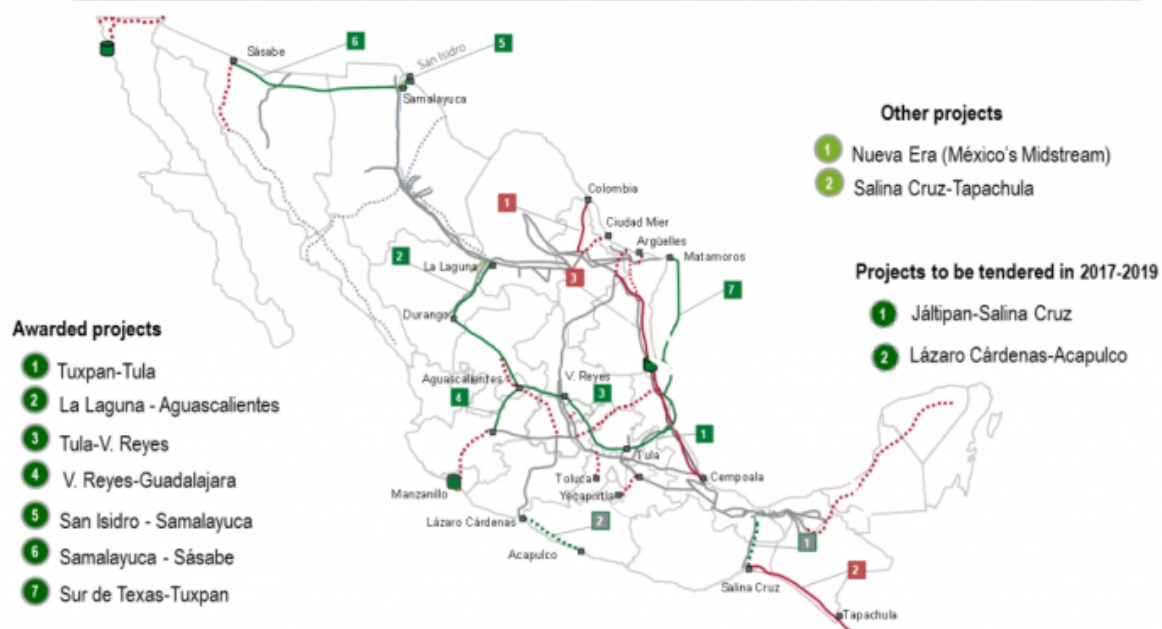 Sásabe
6
San Isidro
5
Samalayuca
Other projects
1 Nueva Era (México's Midstream)
2 Salina Cruz-Tapachula
Colombia
1
Ciudad Mier
Argüelles
Matamoros
2
La Laguna
3
7
Projects to be tendered in 2017-2019
1 Jáltipan-Salina Cruz
2 Lázaro Cárdenas-Acapulco
Durango
Awarded projects
1 Tuxpan-Tula
2 La Laguna - Aguascalientes
3 Tula-V. Reyes
4 V. Reyes-Guadalajara
5 San Isidro - Samalayuca
6 Samalayuca - Sásabe
7 Sur de Texas-Tuxpan
Aguascalientes
V. Reyes
3
4
1
Tula
Toluca
Cempoala
Manzanillo
Yecapixtla
Lázaro Cárdenas
2
Acapulco
1
Salina Cruz
2
Tapachula